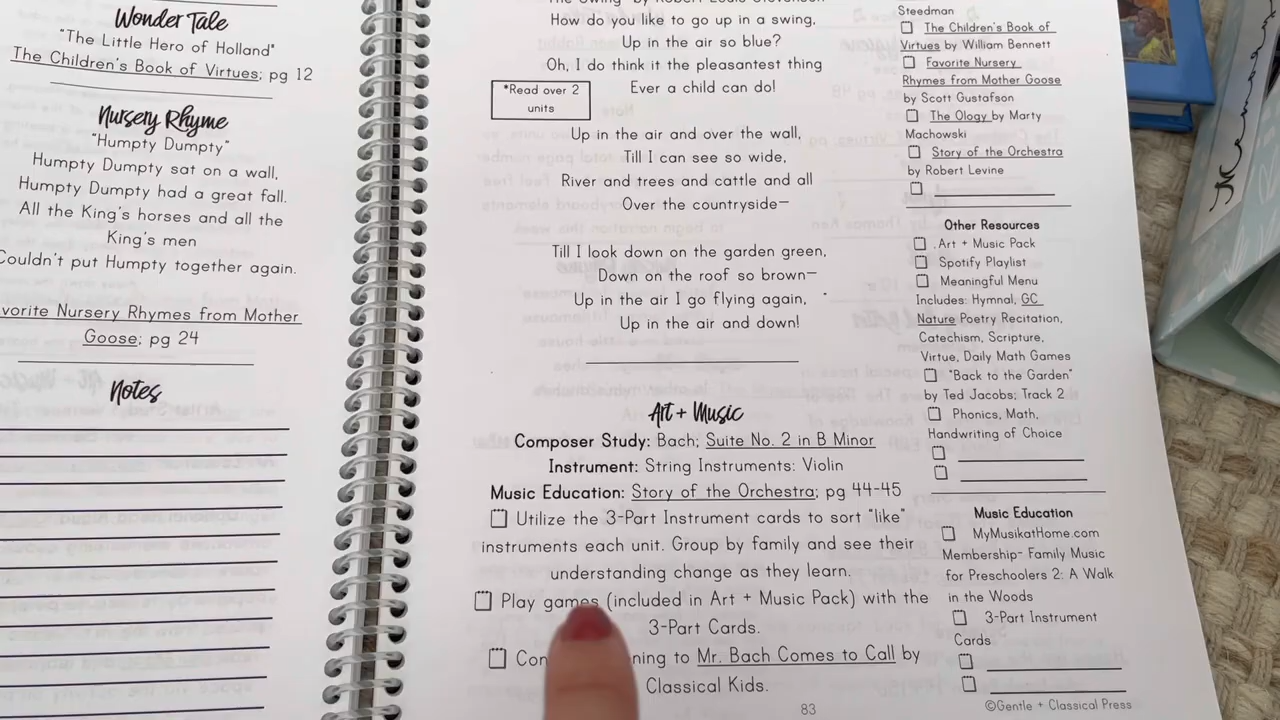 Wonder Tale
"The Little Hero of Holland"
The Children's Book of Virtues; pg 12
Nursery Rhyme
"Humpty Dumpty"
Humpty Dumpty sat on a wall,
Humpty Dumpty had a great fall.
All the King's horses and all the
King's men
Couldn't put Humpty together again.
avorite Nursery Rhymes from Mother
Goose; pg 24
Notes
How do you like to go up in a swing,
Up in the air so blue?
Oh, I do think it the pleasantest thing
Ever a child can do!
*Read over 2
units
Up in the air and over the wall,
Till I can see so wide,
River and trees and cattle and all
Over the countryside—
Till I look down on the garden green,
Down on the roof so brown—
Up in the air I go flying again,
Up in the air and down!
Art + Music
Composer Study: Bach; Suite No. 2 in B Minor
Instrument: String Instruments: Violin
Music Education: Story of the Orchestra; pg 44-45
Utilize the 3-Part Instrument cards to sort "like"
instruments each unit. Group by family and see their
understanding change as they learn.
Play games (included in Art + Music Pack) with the
3-Part Cards.
Con ning to Mr. Bach Comes to Call by
Classical Kids.
83
Steedman
The Children's Book of
Virtues by William Bennett
Favorite Nursery
Rhymes from Mother Goose
by Scott Gustafson
The Ology by Marty
Machowski
Story of the Orchestra
by Robert Levine
Other Resources
Art + Music Pack
Spotify Playlist
Meaningful Menu
Includes: Hymnal, GC
Nature Poetry Recitation,
Catechism, Scripture,
Virtue, Daily Math Games
"Back to the Garden"
by Ted Jacobs; Track 2
Phonics, Math,
Handwriting of Choice
Music Education
MyMusikatHome.com
Membership- Family Music
for Preschoolers 2: A Walk
in the Woods
3-Part Instrument
Cards
©Gentle + Classical Press